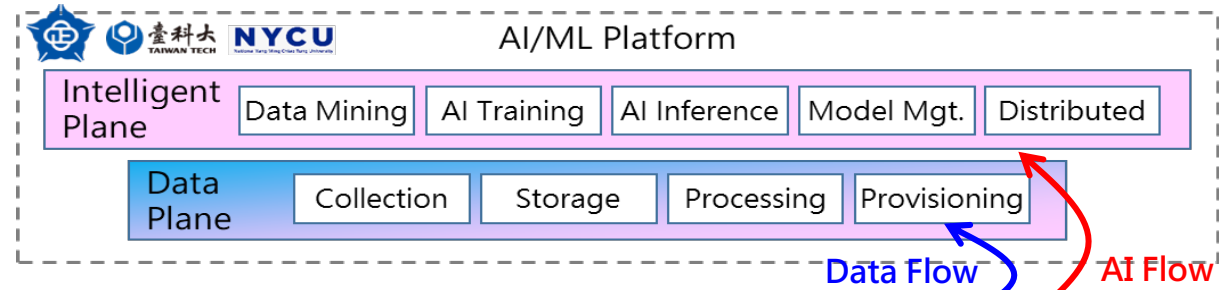 正
臺科大
TAIWAN TECH
NYCU
AI/ML Platform
Intelligent
Plane
Data Mining
AI Training
AI Inference
Model Mgt.
Distributed
Data
Plane
Collection
Storage
Processing
Provisioning
Data Flow
AI Flow